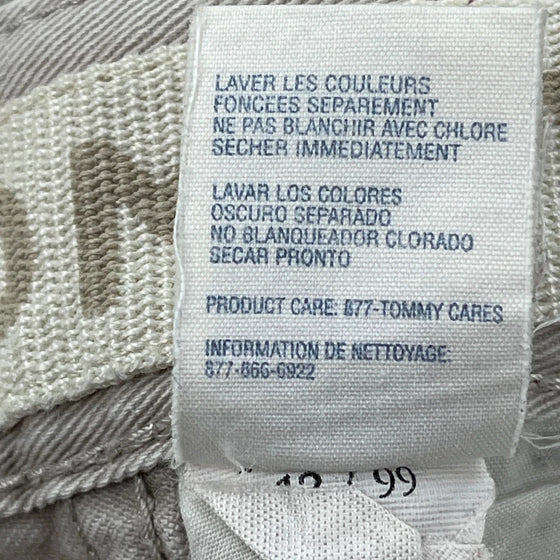 LAVER LES COULEURS
FONCEES SEPAREMENT
NE PAS BLANCHIR AVEC CHLORE
SECHER IMMEDIATEMENT
LAVAR LOS COLORES
OSCURO SEPARADO
NO BLANQUEADOR CLORADO
SECAR PRONTO
PRODUCT CARE: 877-TOMMY CARES
INFORMATION DE NETTOYAGE:
877-866-6922
99